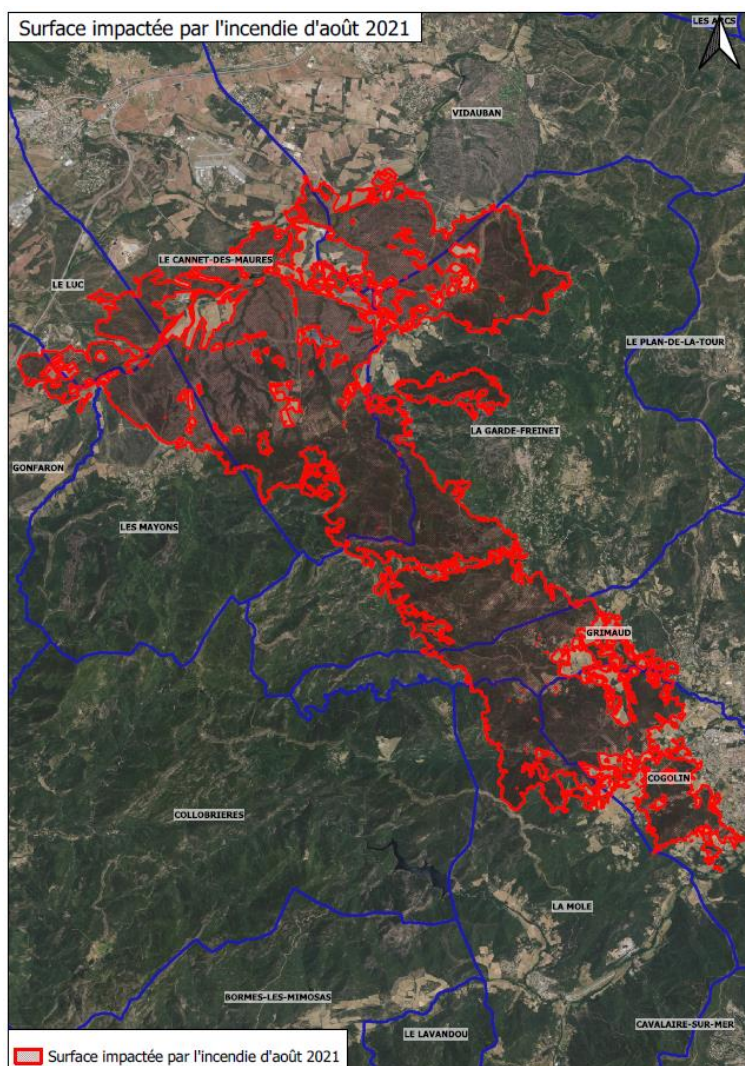 Surface impactée par l'incendie d'août 2021
LES ARCS
VIDAUBAN
LE CANNET-DES-MAURES
LE LUC
LE PLAN-DE-LA-TOUR
LA GARDE-FREINET
GONFARON
LES MAYONS
GRIMAUD
COGOLIN
COLLOBRIERES
LA MOLE
BORMES-LES-MIMOSAS
LE LAVANDOU
CAVALAIRE-SUR-MER
Surface impactée par l'incendie d'août 2021